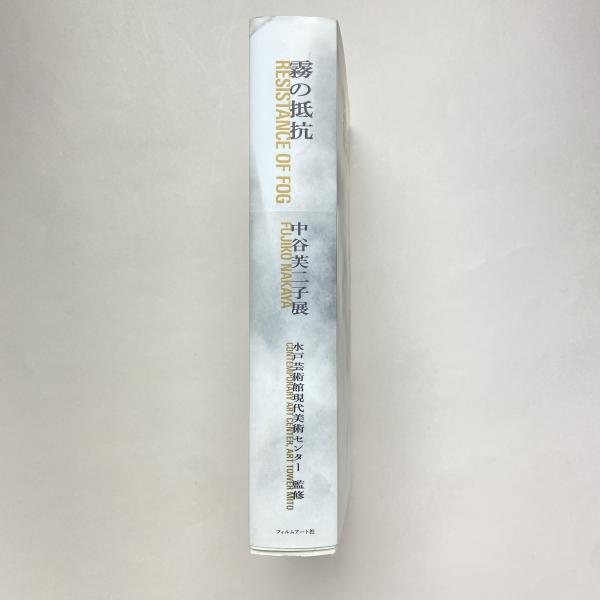 霧の抵抗
RESISTANCE OF FOG
中谷芙二子展
FUJIKO NAKAYA
水戸芸術館現代美術センター 監修
CONTEMPORARY ART CENTER, ART TOWER MITO
フィルムアート社